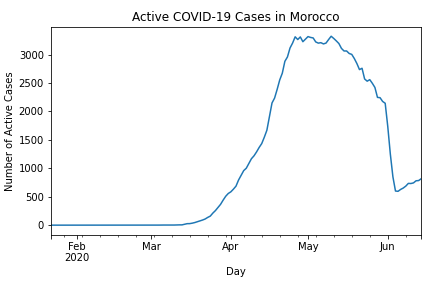 Active COVID-19 Cases in Morocco
Number of Active Cases
3000
2500
2000
1500
1000
500
0
Feb
2020
Mar
Apr
May
Jun
Day